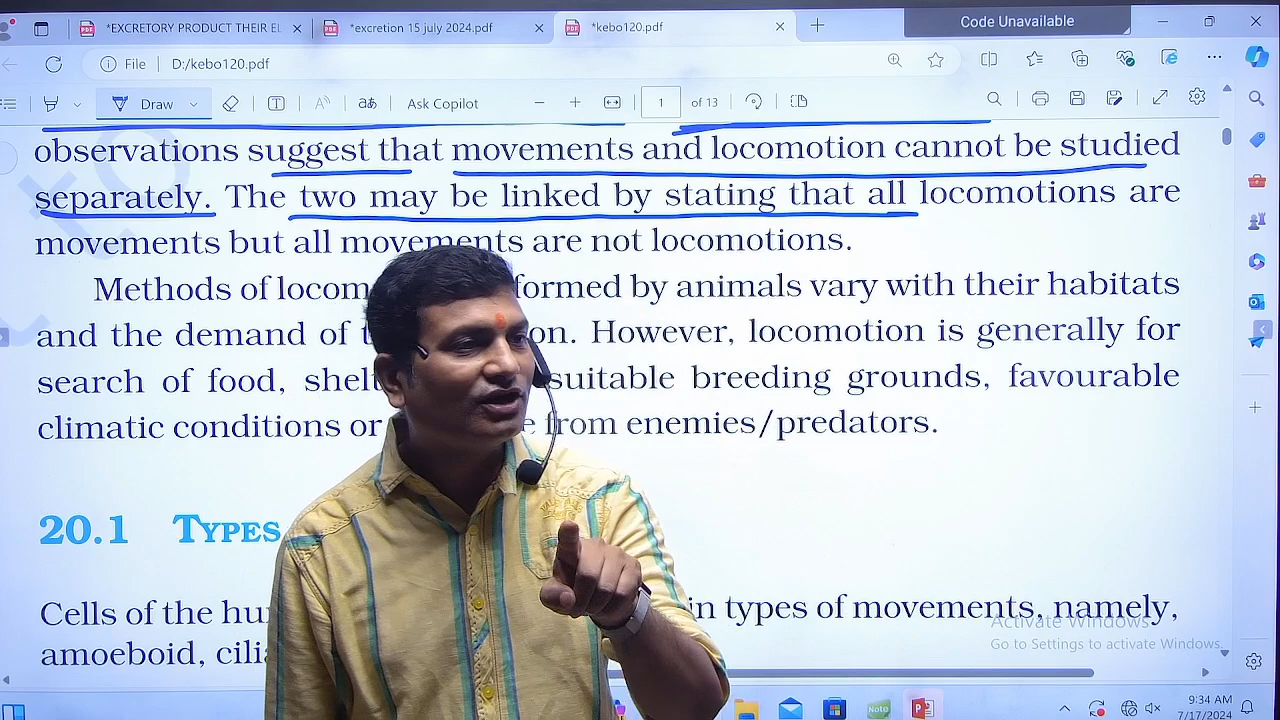 *EXCRETORY PRODUCT THEIR EL
*excretion 15 july 2024.pdf
*kebo120.pdf
Code Unavailable
File D:/kebo120.pdf
Draw
Ask Copilot
1 of 13
observations suggest that movements and locomotion cannot be studied
separately. The two may be linked by stating that all locomotions are
movements but all movements are not locomotions.
Methods of locom formed by animals vary with their habitats
and the demand of t on. However, locomotion is generally for
search of food, shelt suitable breeding grounds, favourable
climatic conditions or e from enemies/predators.
20.1 TYPES
Cells of the hu in types of movements, namely,
amoeboid, cilia
Activate Windows
Go to Settings to activate Windows.
9:34 AM
7/17/2024